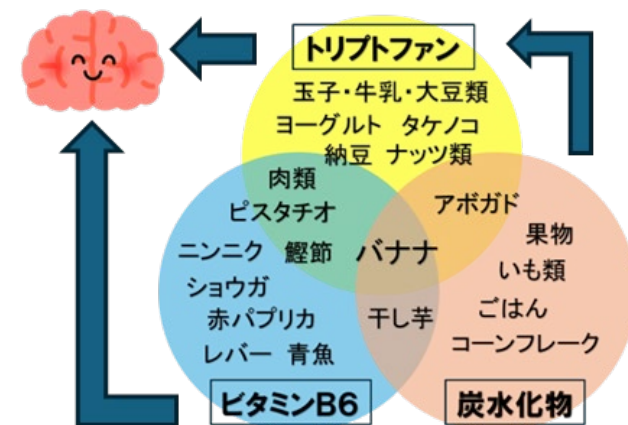 トリプトファン
玉子・牛乳・大豆類
ヨーグルト タケノコ
納豆 ナッツ類
肉類
ピスタチオ
アボガド
ニンニク 鰹節 バナナ
果物
いも類
ショウガ
赤パプリカ
干し芋
ごはん
レバー 青魚
コーンフレーク
ビタミンB6
炭水化物